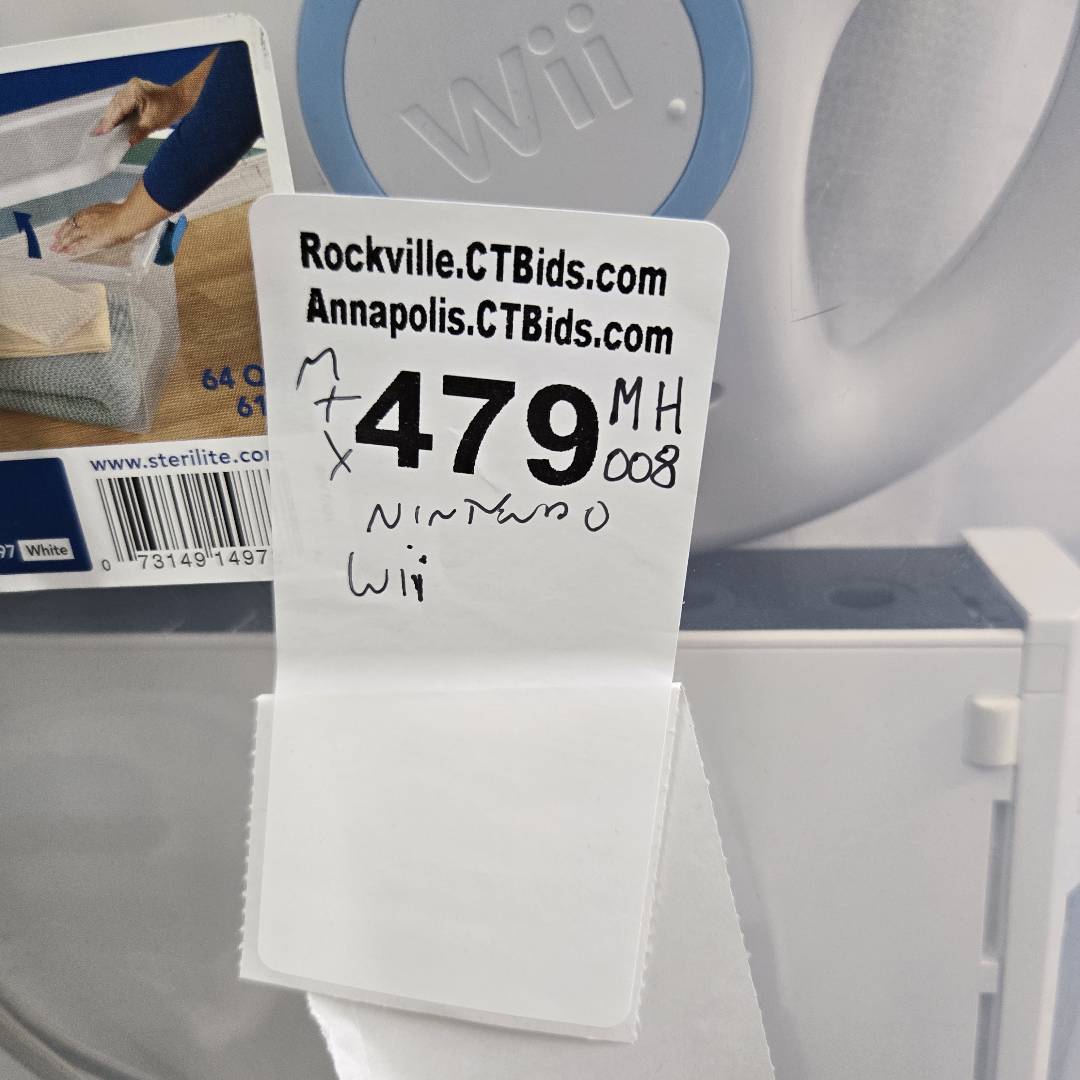 Wii
Rockville.CTBids.com
Annapolis.CTBids.com
M
+
X
479
MH
008
NINTENDO
Wii
64 Q
61
www.sterilite.co
97 White
0 73149 1497